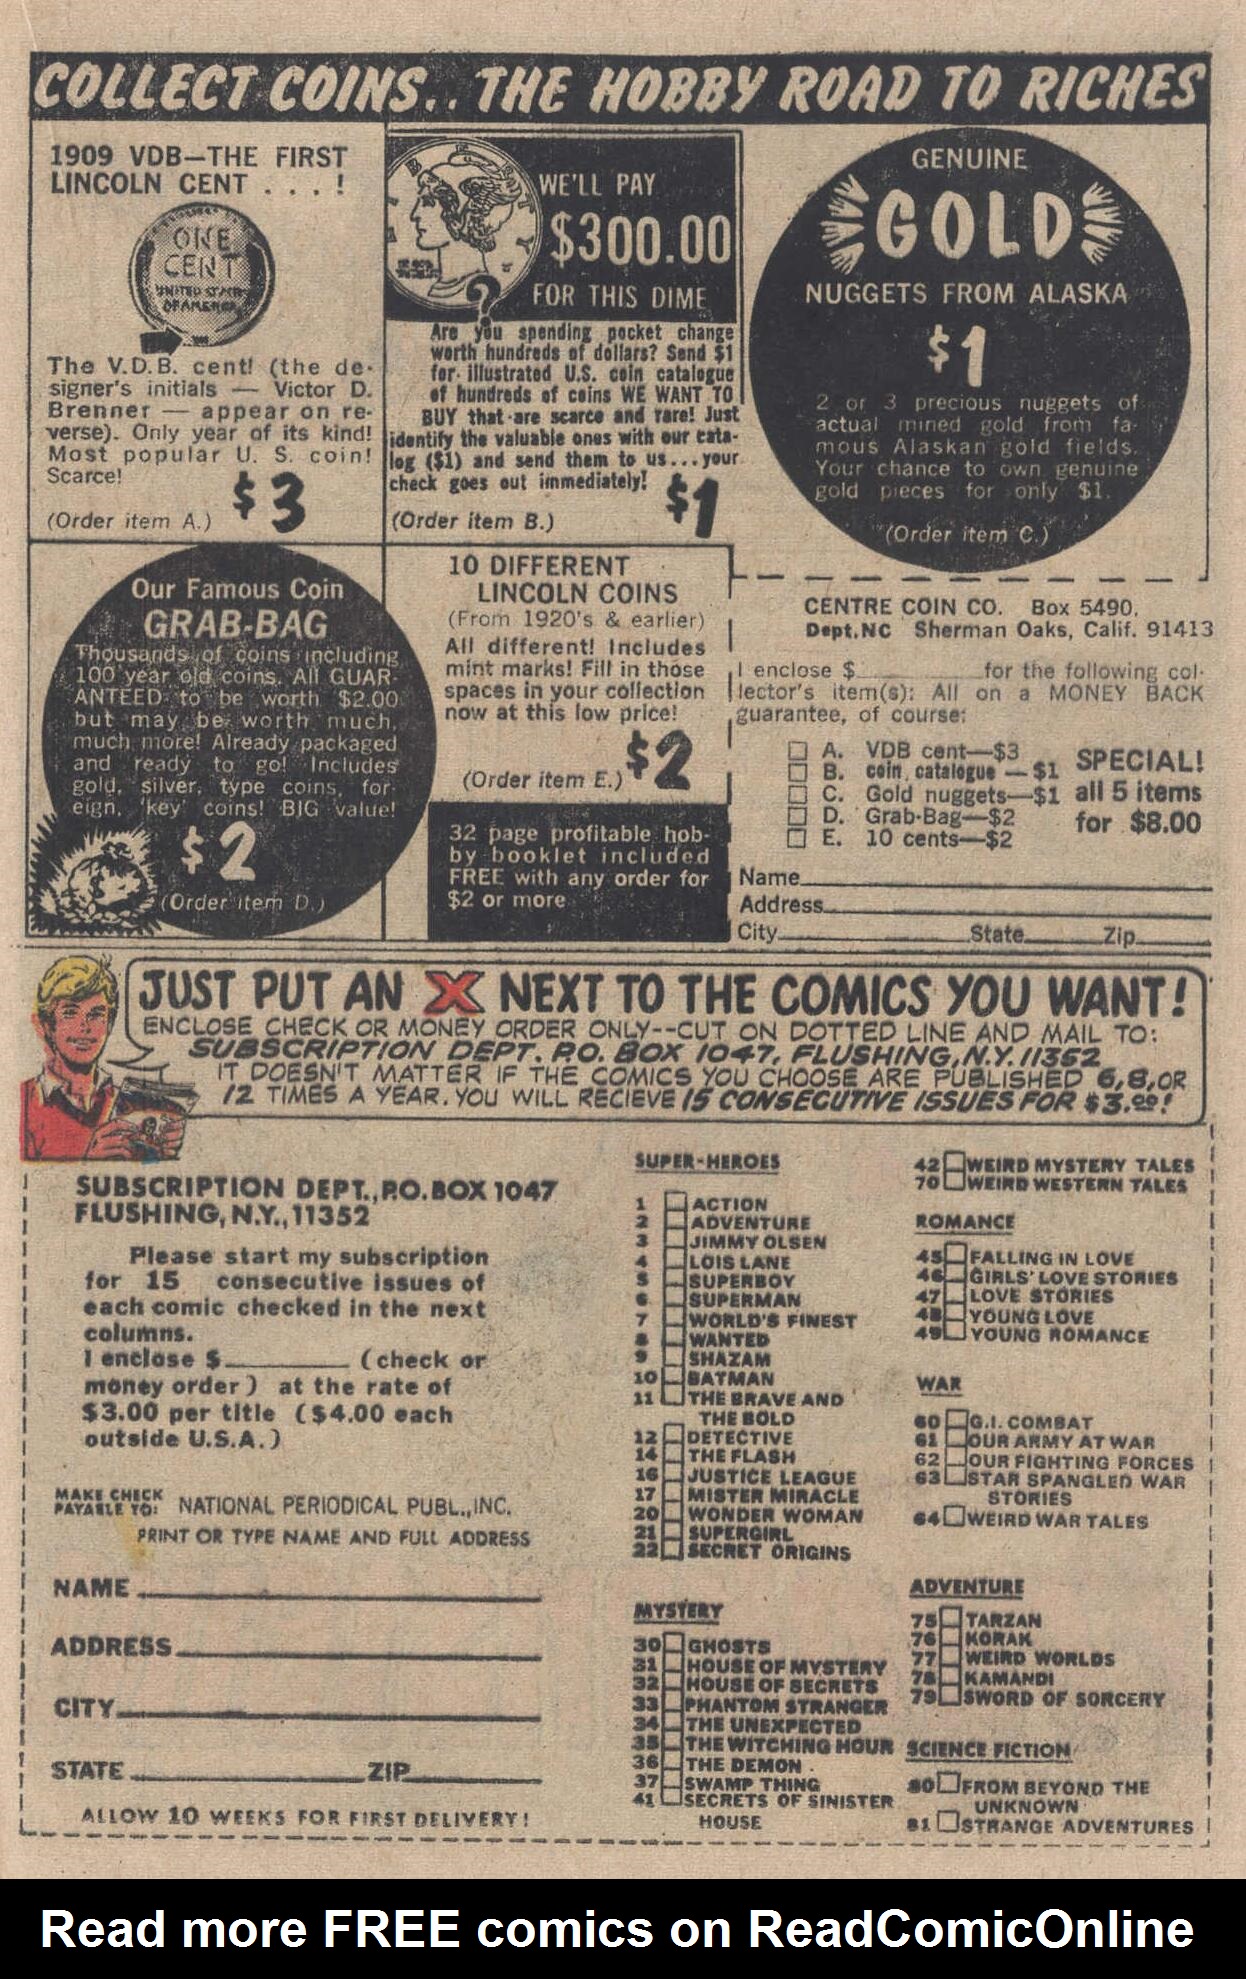 COLLECT COINS.. THE HOBBY ROAD TO RICHES
1909 VDB—THE FIRST
LINCOLN CENT . . . !
ONE
CENT
UNITED STATES
OF AMERICA
The V.D.B. cent! (the de-
signer's initials — Victor D.
Brenner — appear on re-
verse). Only year of its kind!
Most popular U. S. coin!
Scarce!
$3
(Order item A.)
WE'LL PAY
$300.00
FOR THIS DIME
?
Are you spending pocket change
worth hundreds of dollars? Send $1
for illustrated U.S. coin catalogue
of hundreds of coins WE WANT TO
BUY that are scarce and rare! Just
identify the valuable ones with our cata-
log ($1) and send them to us...your
check goes out immediately!
$1
(Order item B.)
GENUINE
GOLD
NUGGETS FROM ALASKA
$1
2 or 3 precious nuggets of
actual mined gold from fa-
mous Alaskan gold fields.
Your chance to own genuine
gold pieces for only $1.
(Order item C.)
Our Famous Coin
GRAB-BAG
Thousands of coins including
100 year old coins. All GUAR-
ANTEED to be worth $2.00
but may be worth much,
much more! Already packaged
and ready to go! Includes
gold, silver, type coins, for-
eign, 'key' coins! BIG value!
$2
(Order item D.)
10 DIFFERENT
LINCOLN COINS
(From 1920's & earlier)
All different! Includes
mint marks! Fill in those
spaces in your collection
now at this low price!
$2
(Order item E.)
32 page profitable hob-
by booklet included
FREE with any order for
$2 or more
CENTRE COIN CO. Box 5490,
Dept.NC Sherman Oaks, Calif. 91413
I enclose $ for the following col-
lector's item(s): All on a MONEY BACK
guarantee, of course:
A. VDB cent—$3
B. coin catalogue — $1
C. Gold nuggets—$1
D. Grab-Bag—$2
E. 10 cents—$2
SPECIAL!
all 5 items
for $8.00
Name
Address
City State Zip
JUST PUT AN X NEXT TO THE COMICS YOU WANT!
ENCLOSE CHECK OR MONEY ORDER ONLY--CUT ON DOTTED LINE AND MAIL TO:
SUBSCRIPTION DEPT. P.O. BOX 1047, FLUSHING, N.Y. 11352
IT DOESN'T MATTER IF THE COMICS YOU CHOOSE ARE PUBLISHED 6,8, OR
12 TIMES A YEAR. YOU WILL RECIEVE 15 CONSECUTIVE ISSUES FOR $3.00!
SUBSCRIPTION DEPT., P.O. BOX 1047
FLUSHING, N.Y., 11352
Please start my subscription
for 15 consecutive issues of
each comic checked in the next
columns.
I enclose $ (check or
money order) at the rate of
$3.00 per title ($4.00 each
outside U.S.A.)
MAKE CHECK
PAYABLE TO: NATIONAL PERIODICAL PUBL., INC.
PRINT OR TYPE NAME AND FULL ADDRESS
NAME
ADDRESS
CITY
STATE ZIP
ALLOW 10 WEEKS FOR FIRST DELIVERY!
SUPER-HEROES
1 ACTION
2 ADVENTURE
3 JIMMY OLSEN
4 LOIS LANE
5 SUPERBOY
6 SUPERMAN
7 WORLD'S FINEST
8 WANTED
9 SHAZAM
10 BATMAN
11 THE BRAVE AND
THE BOLD
12 DETECTIVE
14 THE FLASH
16 JUSTICE LEAGUE
17 MISTER MIRACLE
20 WONDER WOMAN
21 SUPERGIRL
22 SECRET ORIGINS
MYSTERY
30 GHOSTS
31 HOUSE OF MYSTERY
32 HOUSE OF SECRETS
33 PHANTOM STRANGER
34 THE UNEXPECTED
35 THE WITCHING HOUR
36 THE DEMON
37 SWAMP THING
41 SECRETS OF SINISTER
HOUSE
42 WEIRD MYSTERY TALES
70 WEIRD WESTERN TALES
ROMANCE
45 FALLING IN LOVE
46 GIRLS' LOVE STORIES
47 LOVE STORIES
48 YOUNG LOVE
49 YOUNG ROMANCE
WAR
60 G.I. COMBAT
61 OUR ARMY AT WAR
62 OUR FIGHTING FORCES
63 STAR SPANGLED WAR
STORIES
64 WEIRD WAR TALES
ADVENTURE
75 TARZAN
76 KORAK
77 WEIRD WORLDS
78 KAMANDI
79 SWORD OF SORCERY
SCIENCE FICTION
80 FROM BEYOND THE
UNKNOWN
81 STRANGE ADVENTURES
Read more FREE comics on ReadComicOnline